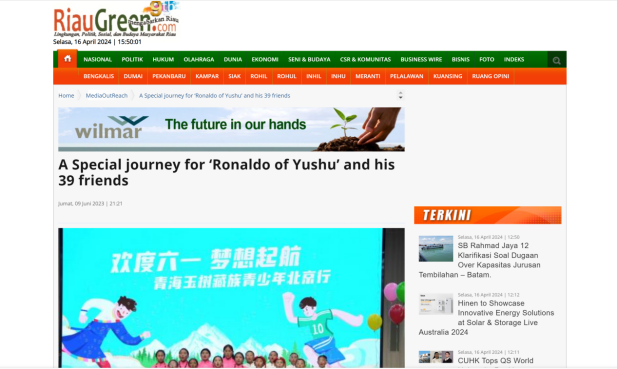 RiauGreen.com
Mengabarkan Riau
Lingkungan, Politik, Sosial, dan Budaya Masyarakat Riau
Selasa, 16 April 2024 | 15:50:01
NASIONAL POLITIK HUKUM OLAHRAGA DUNIA EKONOMI SENI & BUDAYA CSR & KOMUNITAS BUSINESS WIRE BISNIS FOTO INDEKS
BENGKALIS DUMAI PEKANBARU KAMPAR SIAK ROHIL ROHUL INHIL INHU MERANTI PELALAWAN KUANSING RUANG OPINI
Home MediaOutReach A Special journey for ‘Ronaldo of Yushu’ and his 39 friends
wilmar The future in our hands
A Special journey for ‘Ronaldo of Yushu’ and his
39 friends
Jumat, 09 Juni 2023 | 21:21
欢度六一 梦想起航
青海玉树藏族青少年北京行
10
TERKINI
Selasa, 16 April 2024 | 12:50
SB Rahmad Jaya 12
Klarifikasi Soal Dugaan
Over Kapasitas Jurusan
Tembilahan – Batam.
Selasa, 16 April 2024 | 12:12
Hinen to Showcase
Innovative Energy Solutions
at Solar & Storage Live
Australia 2024
Selasa, 16 April 2024 | 12:11
CUHK Tops QS World